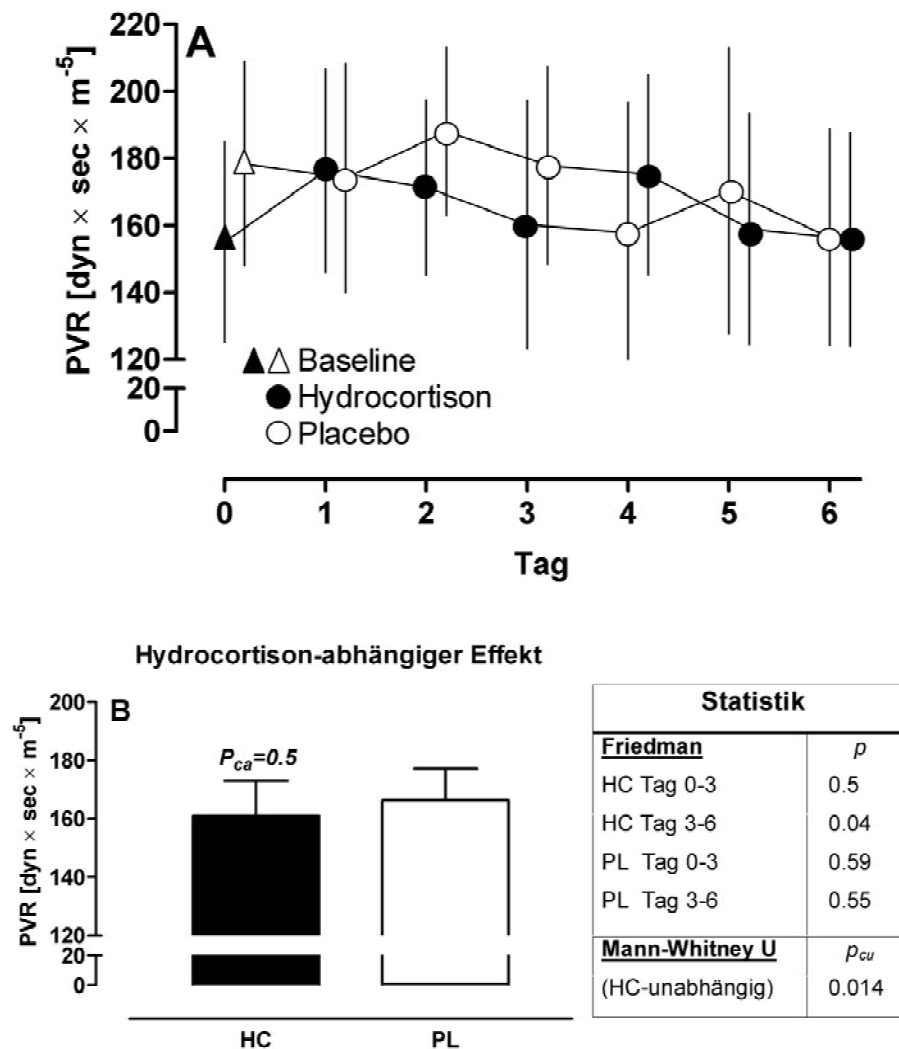 A
PVR [dyn × sec × m⁻⁵]
220
200
180
160
140
120
20
0
▲△ Baseline
● Hydrocortison
○ Placebo
0 1 2 3 4 5 6
Tag
Hydrocortison-abhängiger Effekt
B
PVR [dyn × sec × m⁻⁵]
200
180
160
140
120
20
0
P_ca=0.5
HC PL
Statistik
Friedman p
HC Tag 0-3 0.5
HC Tag 3-6 0.04
PL Tag 0-3 0.59
PL Tag 3-6 0.55
Mann-Whitney U p_cu
(HC-unabhängig) 0.014